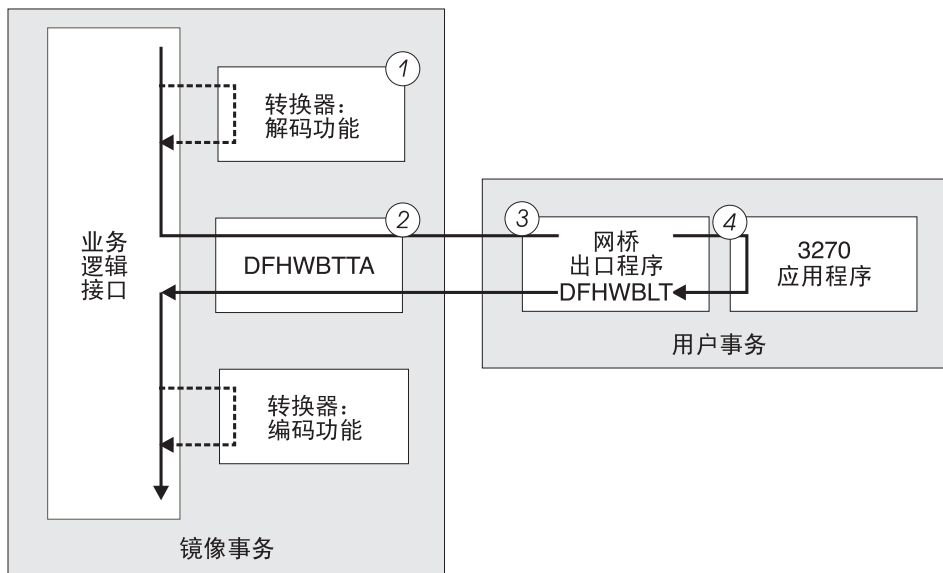 1
转换器：
解码功能
业务
逻辑
接口
2
DFHWBTTA
3
网桥
出口程序
DFHWBLT
4
3270
应用程序
用户事务
转换器：
编码功能
镜像事务